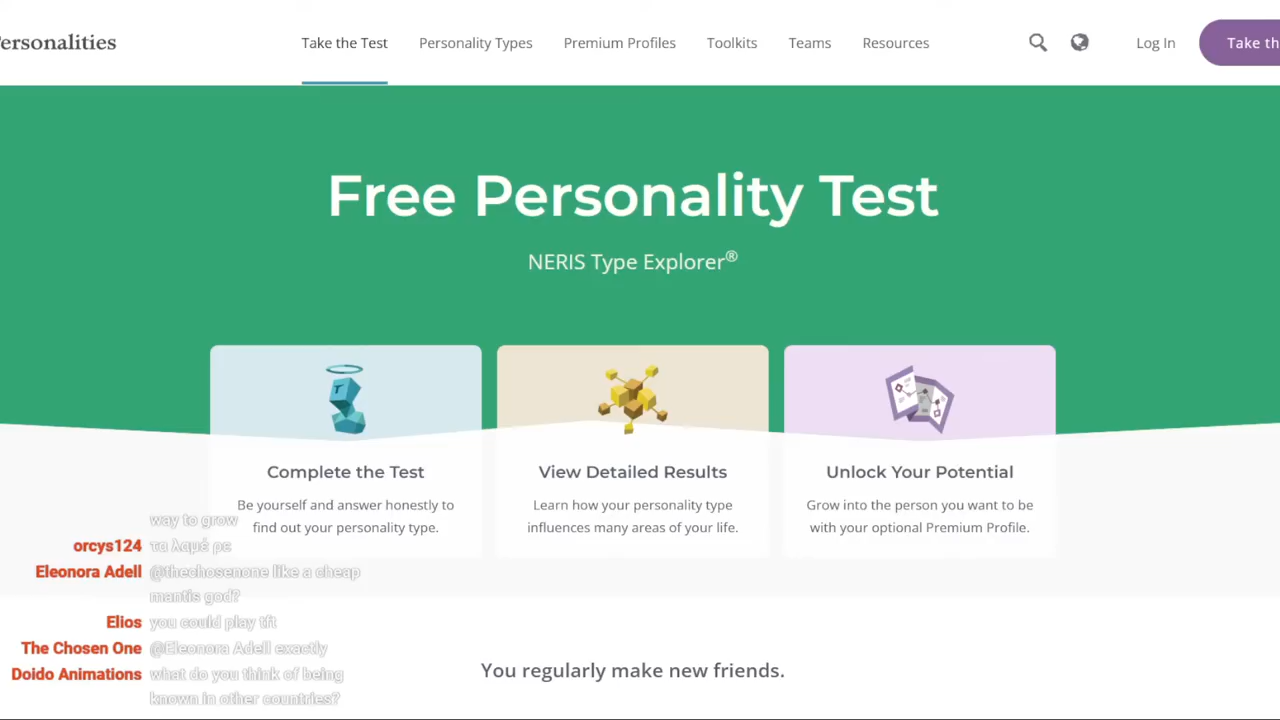 Personalities
Take the Test
Personality Types
Premium Profiles
Toolkits
Teams
Resources
Log In
Take th
Free Personality Test
NERIS Type Explorer®
Complete the Test
Be yourself and answer honestly to
find out your personality type.
View Detailed Results
Learn how your personality type
influences many areas of your life.
Unlock Your Potential
Grow into the person you want to be
with your optional Premium Profile.
way to grow
orcys124 τα λαμέ ρε
Eleonora Adell @thechosenone like a cheap
mantis god?
Elios you could play tft
The Chosen One @Eleonora Adell exactly
Doido Animations what do you think of being
known in other countries?
You regularly make new friends.